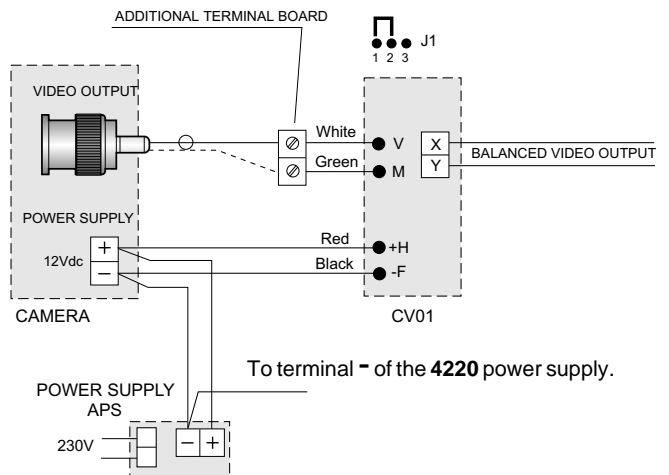 ADDITIONAL TERMINAL BOARD
J1
1 2 3
VIDEO OUTPUT
White
V
X
BALANCED VIDEO OUTPUT
Green
M
Y
POWER SUPPLY
12Vdc
+
−
Red
+H
Black
-F
CAMERA
CV01
To terminal - of the 4220 power supply.
POWER SUPPLY
APS
230V
− +